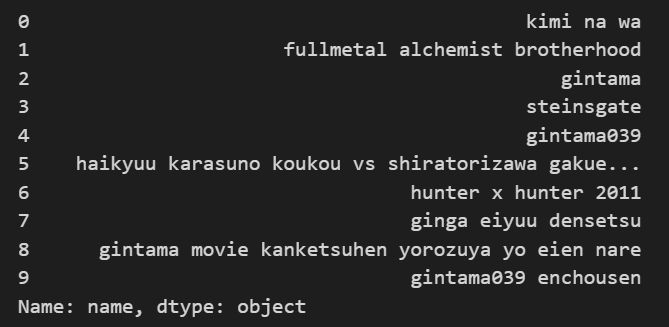 0 kimi na wa
1 fullmetal alchemist brotherhood
2 gintama
3 steinsgate
4 gintama039
5 haikyuu karasuno koukou vs shiratorizawa gakue...
6 hunter x hunter 2011
7 ginga eiyuu densetsu
8 gintama movie kanketsuhen yorozuya yo eien nare
9 gintama039 enchousen
Name: name, dtype: object